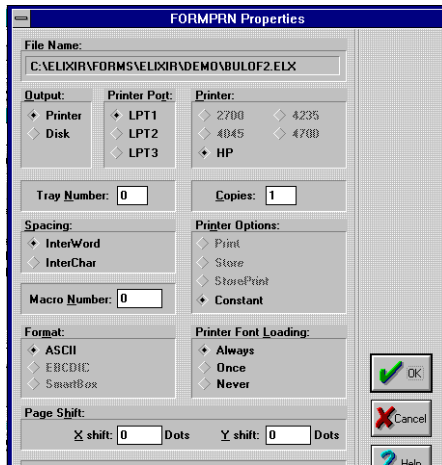 FORMPRN Properties
File Name:
C:\ELIXIR\FORMS\ELIXIR\DEMO\BULOF2.ELX
Output: Printer Port: Printer:
Printer LPT1 2700 4235
Disk LPT2 4045 4700
LPT3 HP
Tray Number: 0 Copies: 1
Spacing: Printer Options:
InterWord Print
InterChar Store
StorePrint
Macro Number: 0 Constant
Format: Printer Font Loading:
ASCII Always
EBCDIC Once OK
SmartBox Never
Page Shift: Cancel
X shift: 0 Dots Y shift: 0 Dots
Help